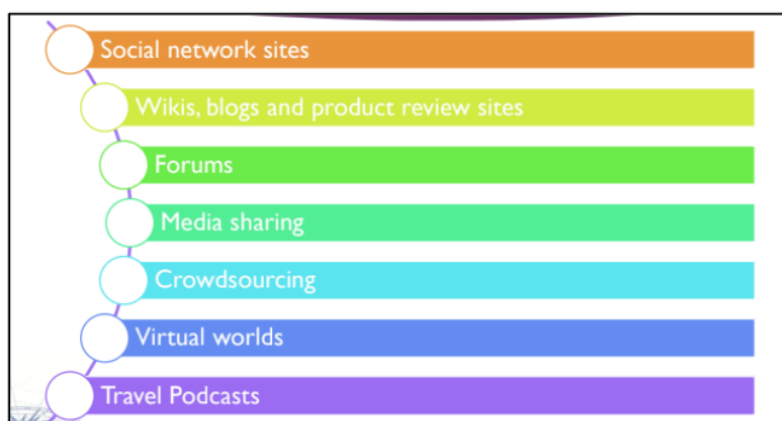 Social network sites
Wikis, blogs and product review sites
Forums
Media sharing
Crowdsourcing
Virtual worlds
Travel Podcasts